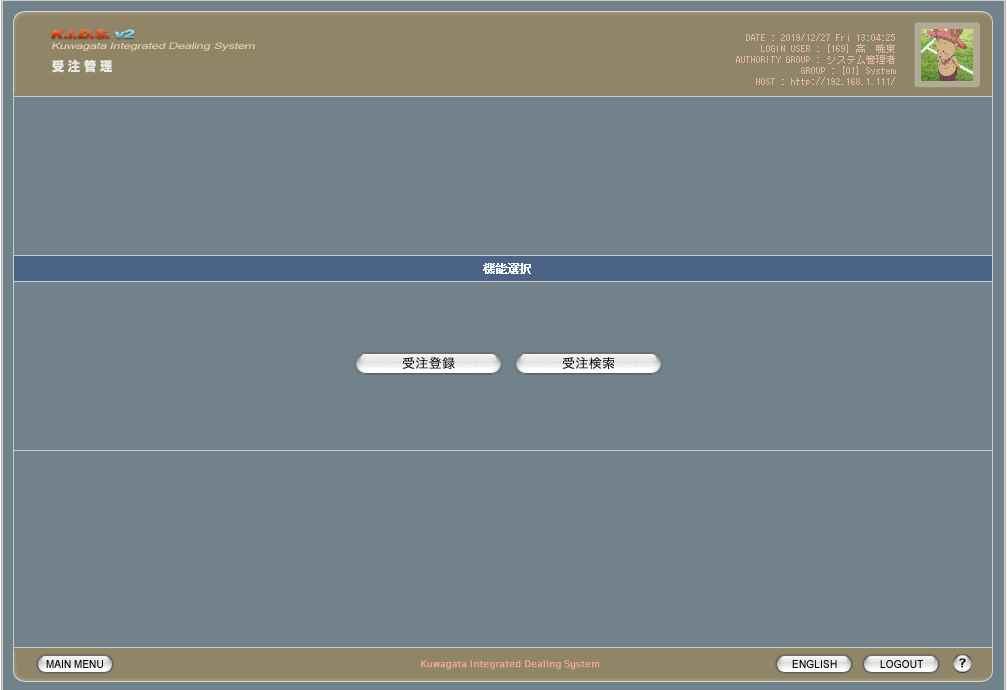 K.I.D.S. v2
Kuwagata Integrated Dealing System
受注管理
DATE : 2019/12/27 Fri 13:04:25
LOGIN USER : [169] 高 暁東
AUTHORITY GROUP : システム管理者
GROUP : [01] System
HOST : http://192.168.1.111/
機能選択
受注登録
受注検索
MAIN MENU
Kuwagata Integrated Dealing System
ENGLISH
LOGOUT
?